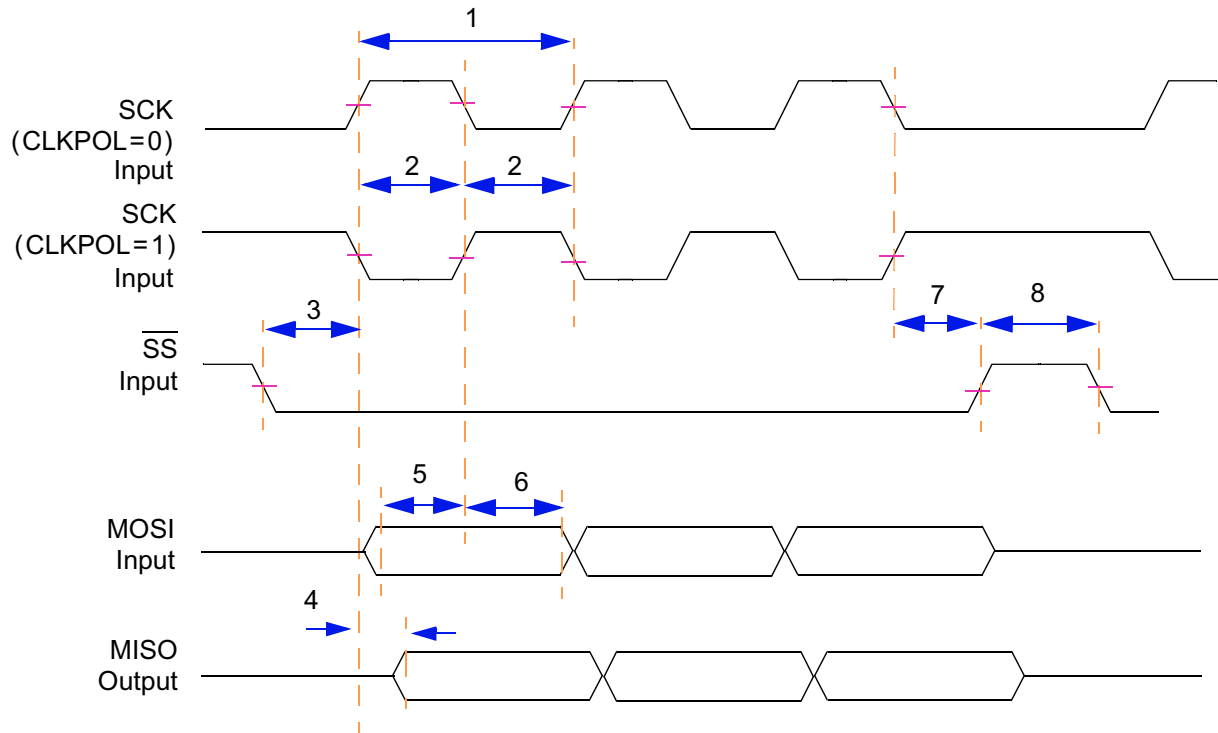 1
SCK
(CLKPOL=0)
Input
2 2
SCK
(CLKPOL=1)
Input
3
7 8
SS
Input
5 6
MOSI
Input
4
MISO
Output